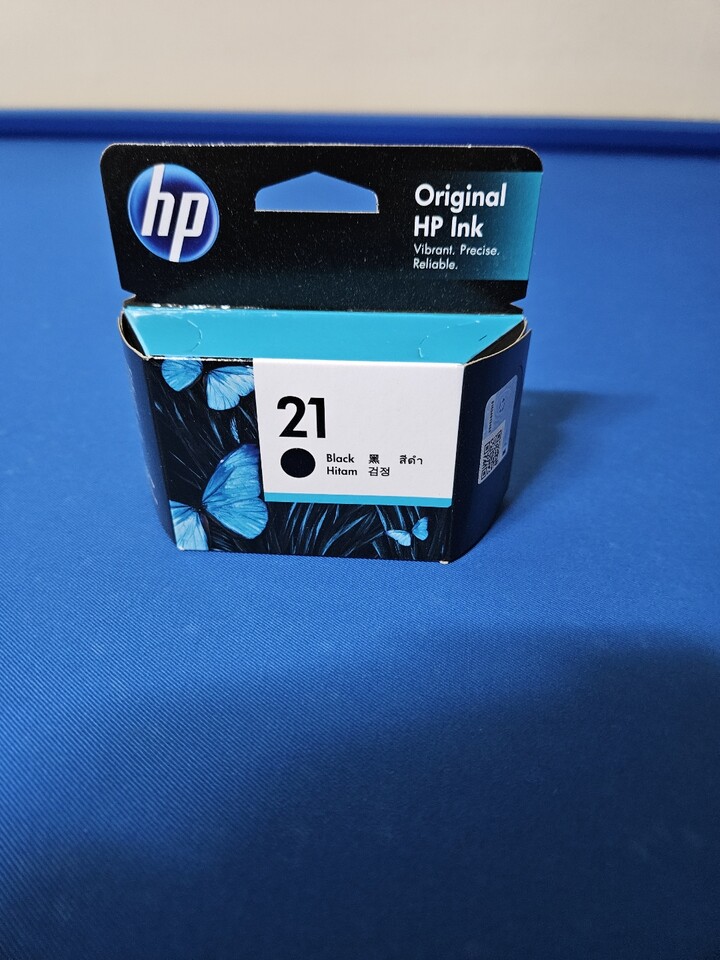 hp
Original
HP Ink
Vibrant. Precise.
Reliable.
21
Black 黑 สีดำ
Hitam 검정